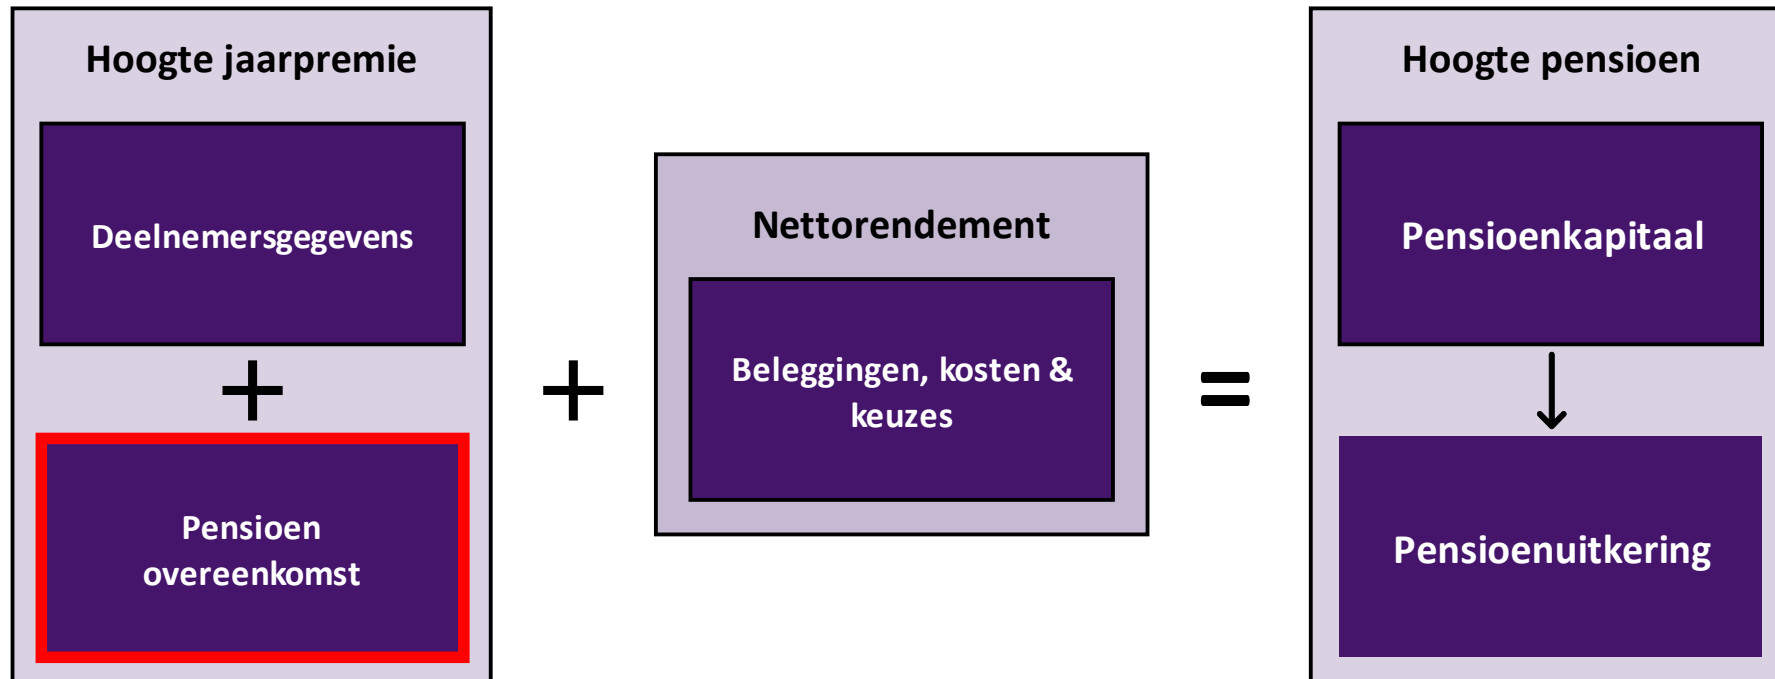 Hoogte jaarpremie
Deelnemersgegevens
+
Pensioen
overeenkomst
+
Nettorendement
Beleggingen, kosten &
keuzes
=
Hoogte pensioen
Pensioenkapitaal
Pensioenuitkering